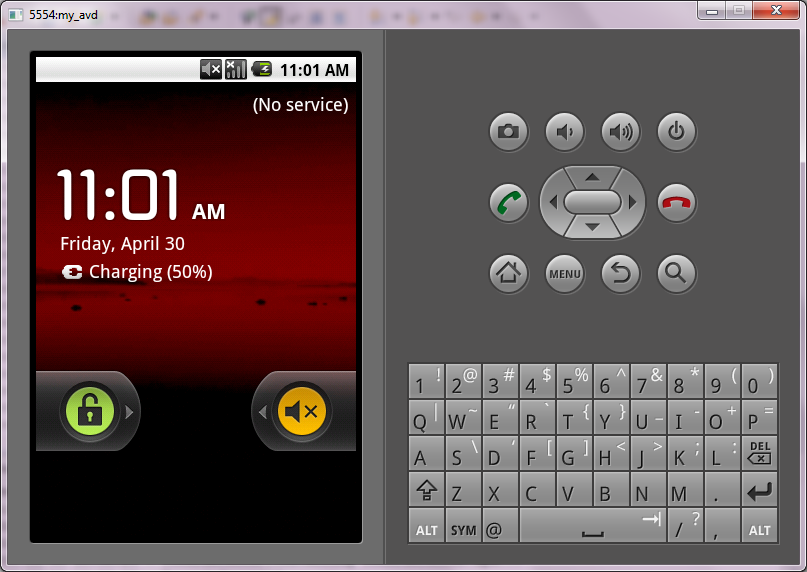 5554:my_avd
11:01 AM
(No service)
11:01 AM
Friday, April 30
Charging (50%)
MENU
1 ! 2 @ 3 # 4 $ 5 % 6 ^ 7 & 8 * 9 ( 0 )
Q | W ~ E “ R ` T { Y } U _ I - O + P =
A S \ D ‘ F [ G ] H < J > K ; L : DEL
Z X C V B N M .
ALT SYM @ / ? , ALT